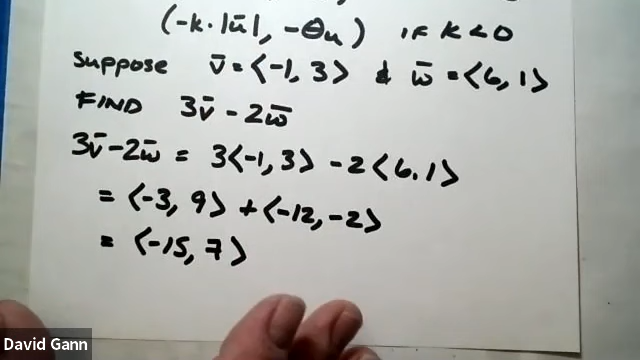 (-k·|ū|, -θu) if k<0
Suppose v̄ = <-1, 3> & w̄ = <6, 1>
FIND 3v̄ - 2w̄
3v̄ - 2w̄ = 3<-1, 3> - 2<6, 1>
= <-3, 9> + <-12, -2>
= <-15, 7>
David Gann